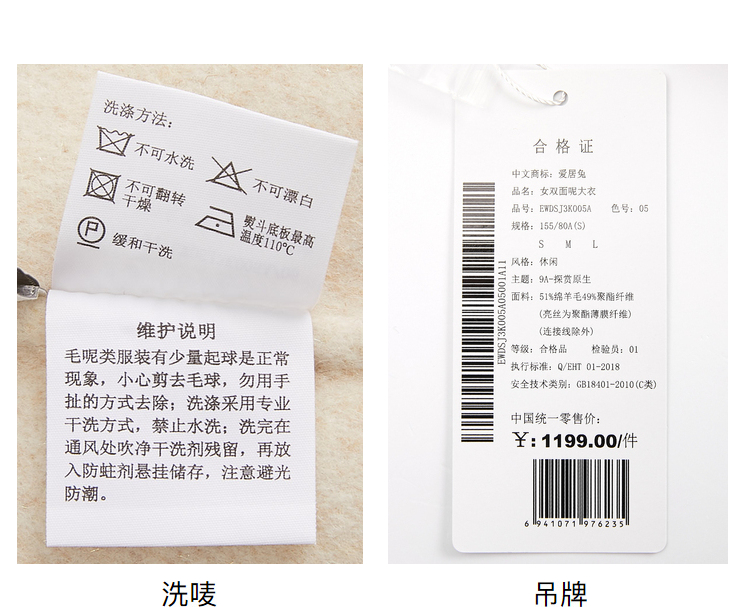 洗涤方法：
不可水洗
不可漂白
不可翻转
干燥
熨斗底板最高
温度110℃
P
缓和干洗
维护说明
毛呢类服装有少量起球是正常
现象，小心剪去毛球，勿用手
扯的方式去除；洗涤采用专业
干洗方式，禁止水洗；洗完在
通风处吹净干洗剂残留，再放
入防蛀剂悬挂储存，注意避光
防潮。
洗唛
合格证
中文商标：爱居兔
品名：女双面呢大衣
品号：EWDSJ3K005A 色号：05
规格：155/80A(S)
S M L
风格：休闲
主题：9A-探赏原生
面料：51%绵羊毛49%聚酯纤维
(亮丝为聚酯薄膜纤维)
(连接线除外)
等级：合格品 检验员：01
执行标准：Q/EHT 01-2018
安全技术类别：GB18401-2010(C类)
EWDSJ3K005A05001A11
中国统一零售价：
¥：1199.00/件
6 941071 976235
吊牌